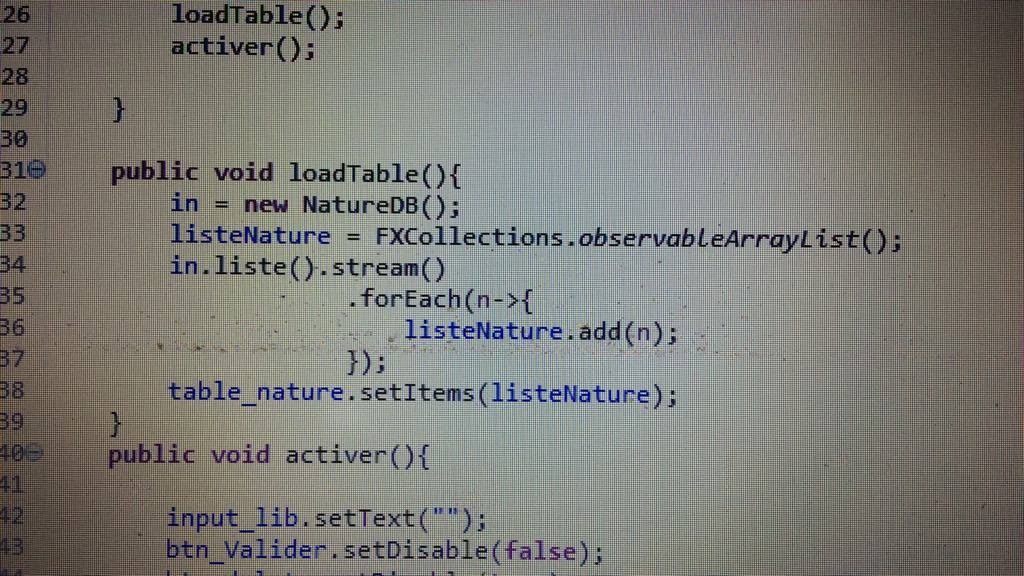 26 loadTable();
27 activer();
28
29 }
30
31 public void loadTable(){
32 in = new NatureDB();
33 listeNature = FXCollections.observableArrayList();
34 in.liste().stream()
35 .forEach(n->{
36 listeNature.add(n);
37 });
38 table_nature.setItems(listeNature);
39 }
40 public void activer(){
41
42 input_lib.setText("");
43 btn_Valider.setDisable(false);